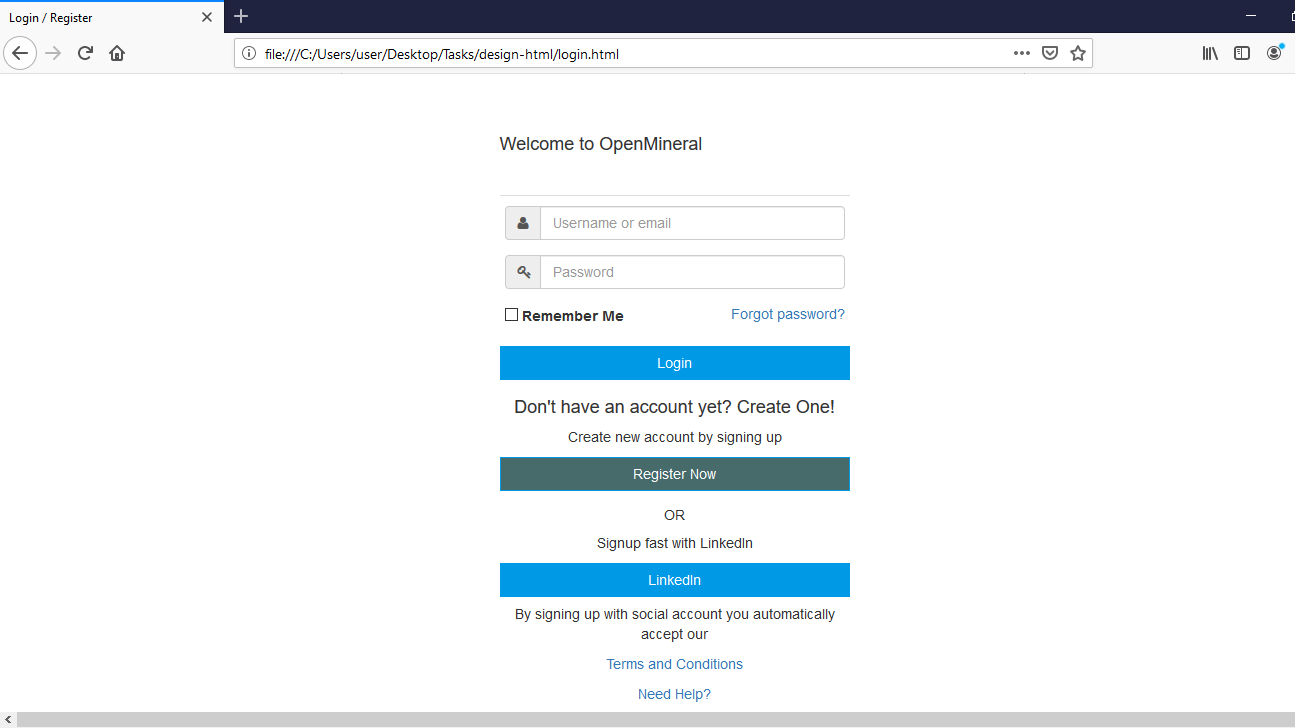 Login / Register
file:///C:/Users/user/Desktop/Tasks/design-html/login.html
Welcome to OpenMineral
Username or email
Password
Remember Me
Forgot password?
Login
Don't have an account yet? Create One!
Create new account by signing up
Register Now
OR
Signup fast with LinkedIn
LinkedIn
By signing up with social account you automatically
accept our
Terms and Conditions
Need Help?